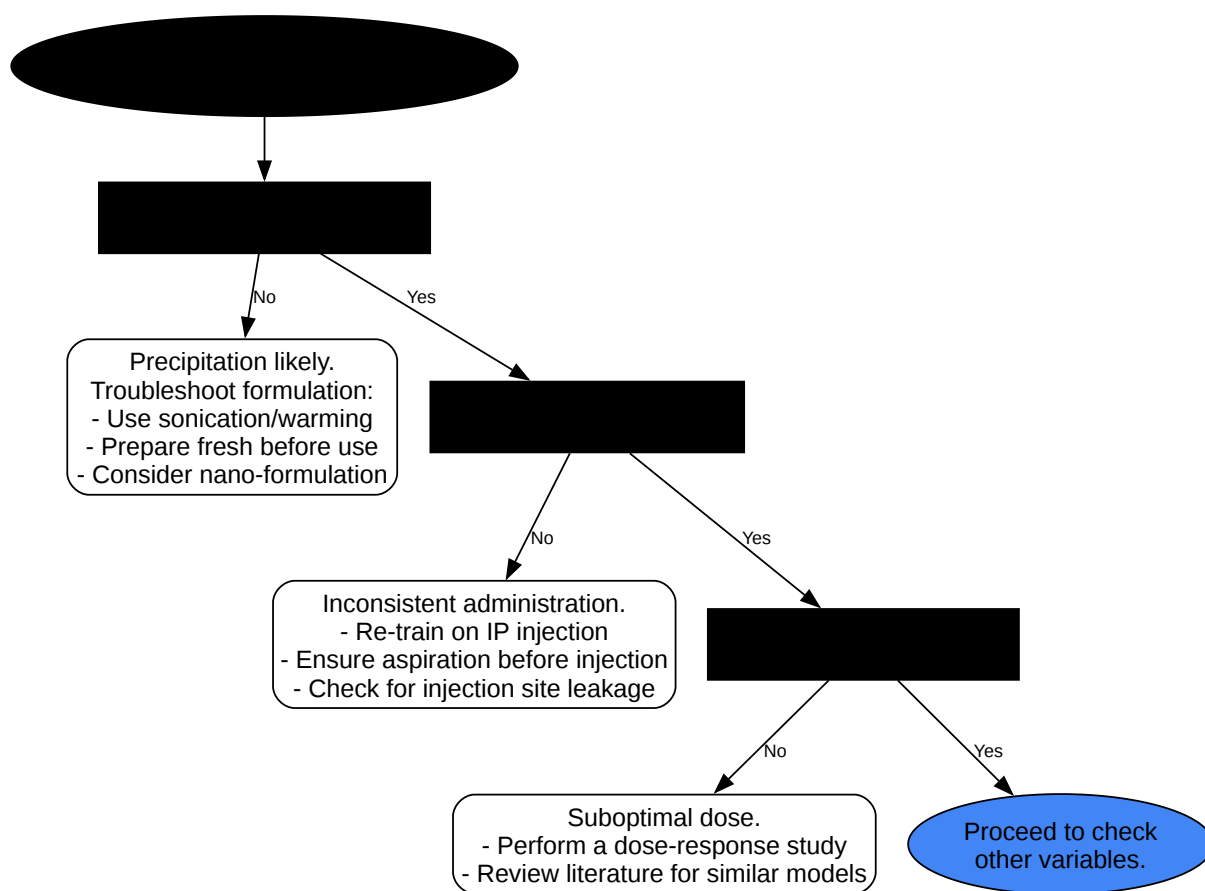 No
Yes
Precipitation likely.
Troubleshoot formulation:
- Use sonication/warming
- Prepare fresh before use
- Consider nano-formulation
No
Yes
Inconsistent administration.
- Re-train on IP injection
- Ensure aspiration before injection
- Check for injection site leakage
No
Yes
Suboptimal dose.
- Perform a dose-response study
- Review literature for similar models
Proceed to check
other variables.